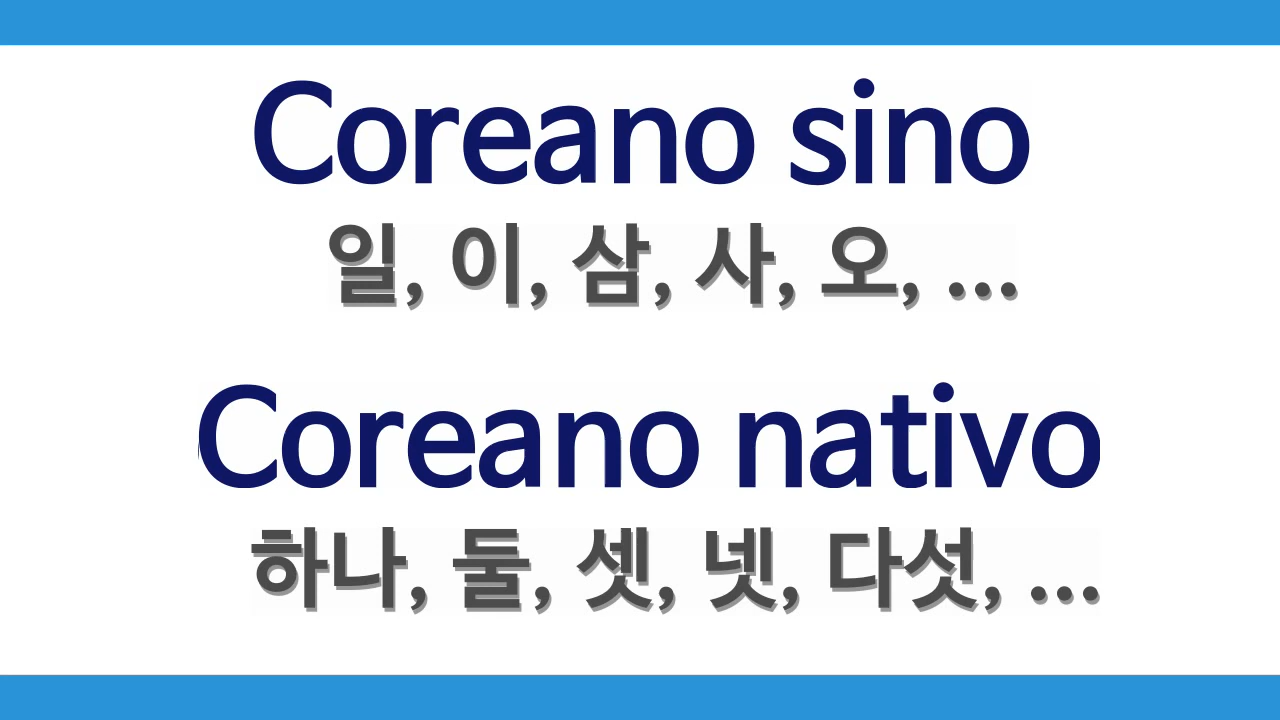 Coreano sino
일, 이, 삼, 사, 오, ...
Coreano nativo
하나, 둘, 셋, 넷, 다섯, ...